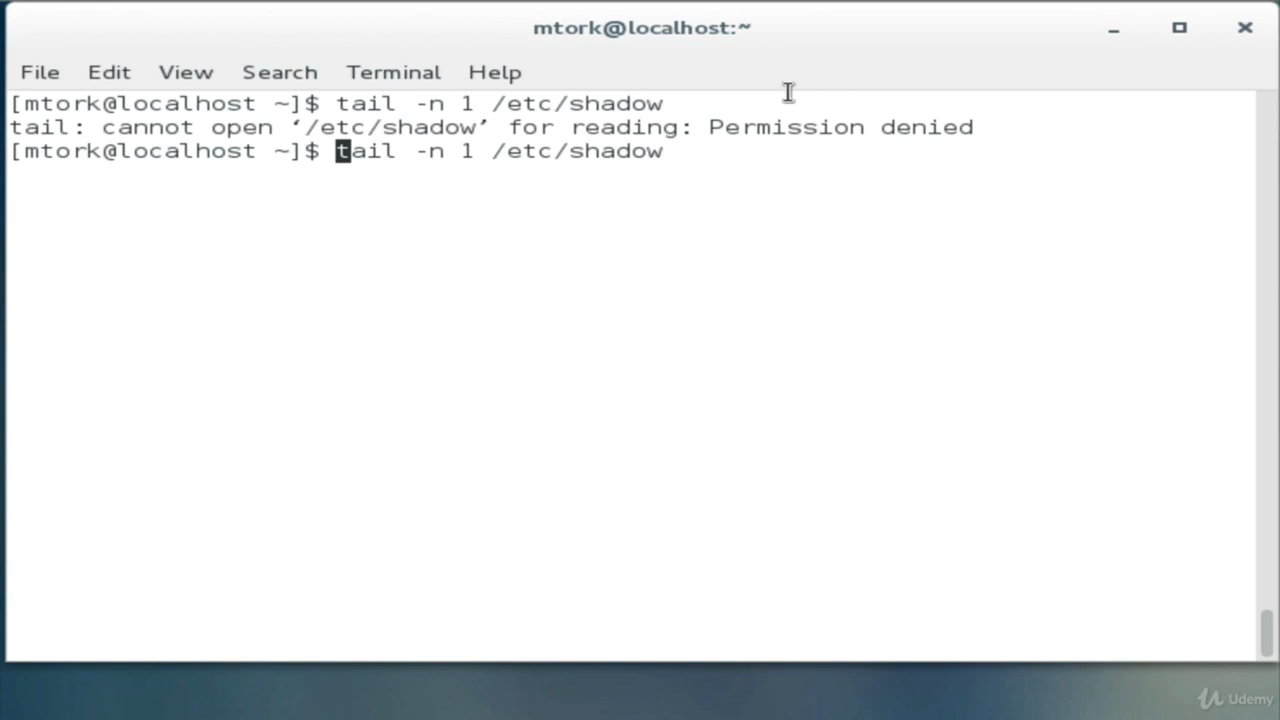 mtork@localhost:~
File Edit View Search Terminal Help
[mtork@localhost ~]$ tail -n 1 /etc/shadow
tail: cannot open ‘/etc/shadow’ for reading: Permission denied
[mtork@localhost ~]$ tail -n 1 /etc/shadow
Udemy